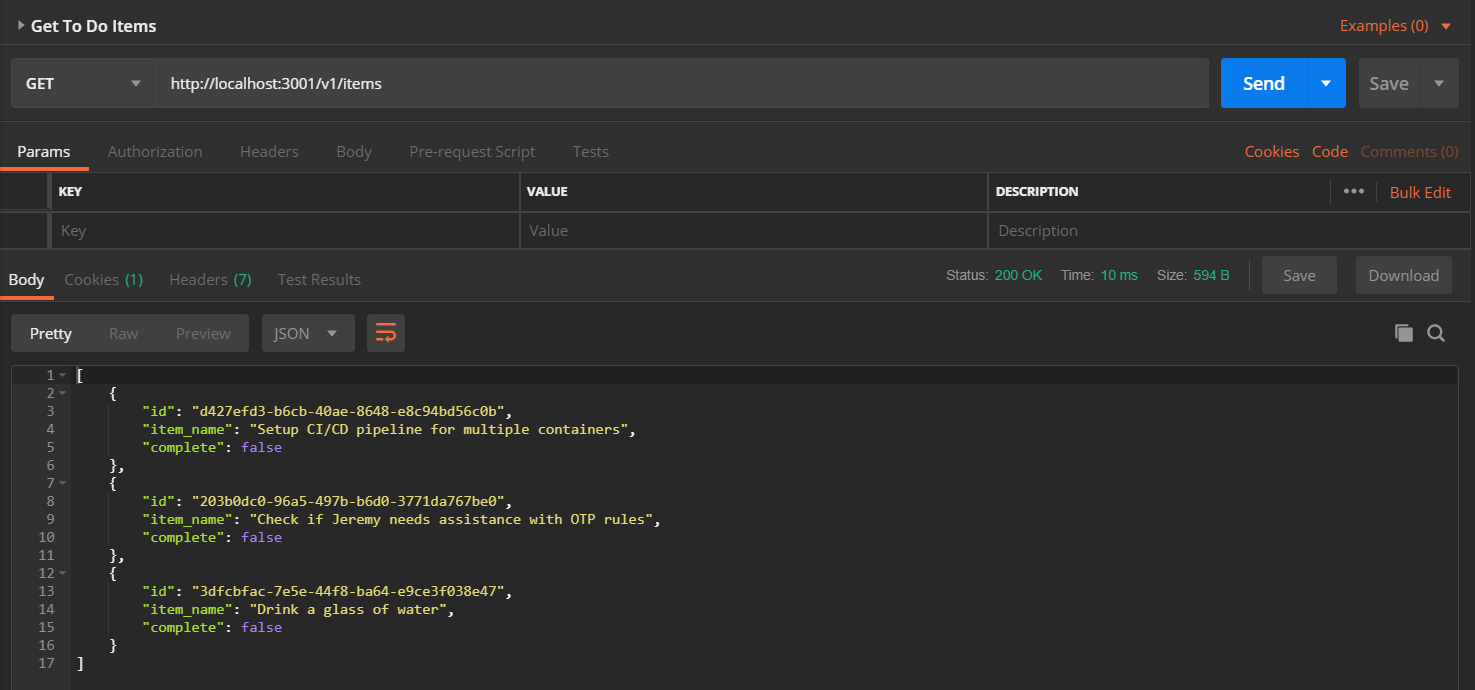 Get To Do Items Examples (0)
GET http://localhost:3001/v1/items Send Save
Params Authorization Headers Body Pre-request Script Tests Cookies Code Comments (0)
KEY VALUE DESCRIPTION ••• Bulk Edit
Key Value Description
Body Cookies (1) Headers (7) Test Results Status: 200 OK Time: 10 ms Size: 594 B Save Download
Pretty Raw Preview JSON
1 [
2 {
3 "id": "d427efd3-b6cb-40ae-8648-e8c94bd56c0b",
4 "item_name": "Setup CI/CD pipeline for multiple containers",
5 "complete": false
6 },
7 {
8 "id": "203b0dc0-96a5-497b-b6d0-3771da767be0",
9 "item_name": "Check if Jeremy needs assistance with OTP rules",
10 "complete": false
11 },
12 {
13 "id": "3dfcbfac-7e5e-44f8-ba64-e9ce3f038e47",
14 "item_name": "Drink a glass of water",
15 "complete": false
16 }
17 ]